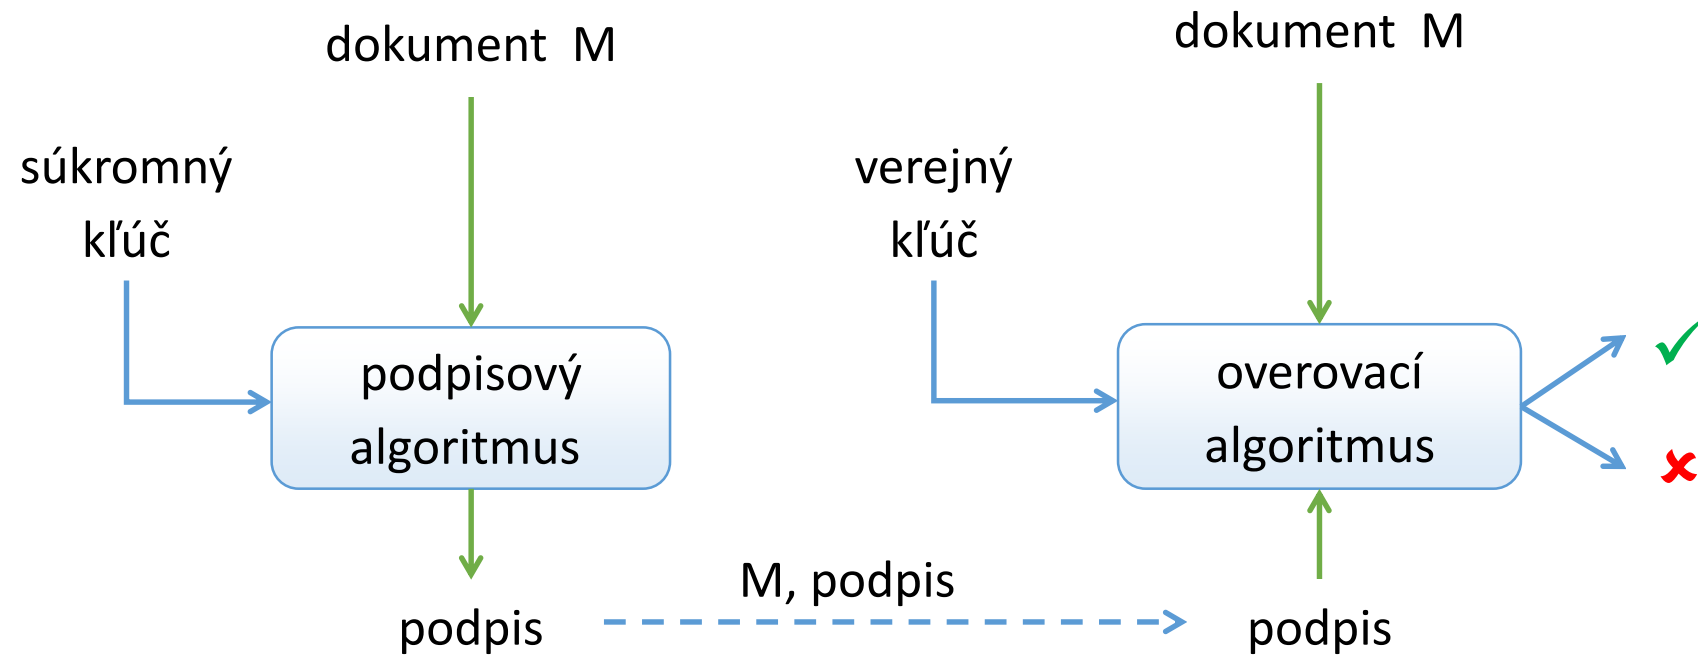 dokument M
súkromný
kľúč
podpisový
algoritmus
podpis
M, podpis
dokument M
verejný
kľúč
overovací
algoritmus
podpis